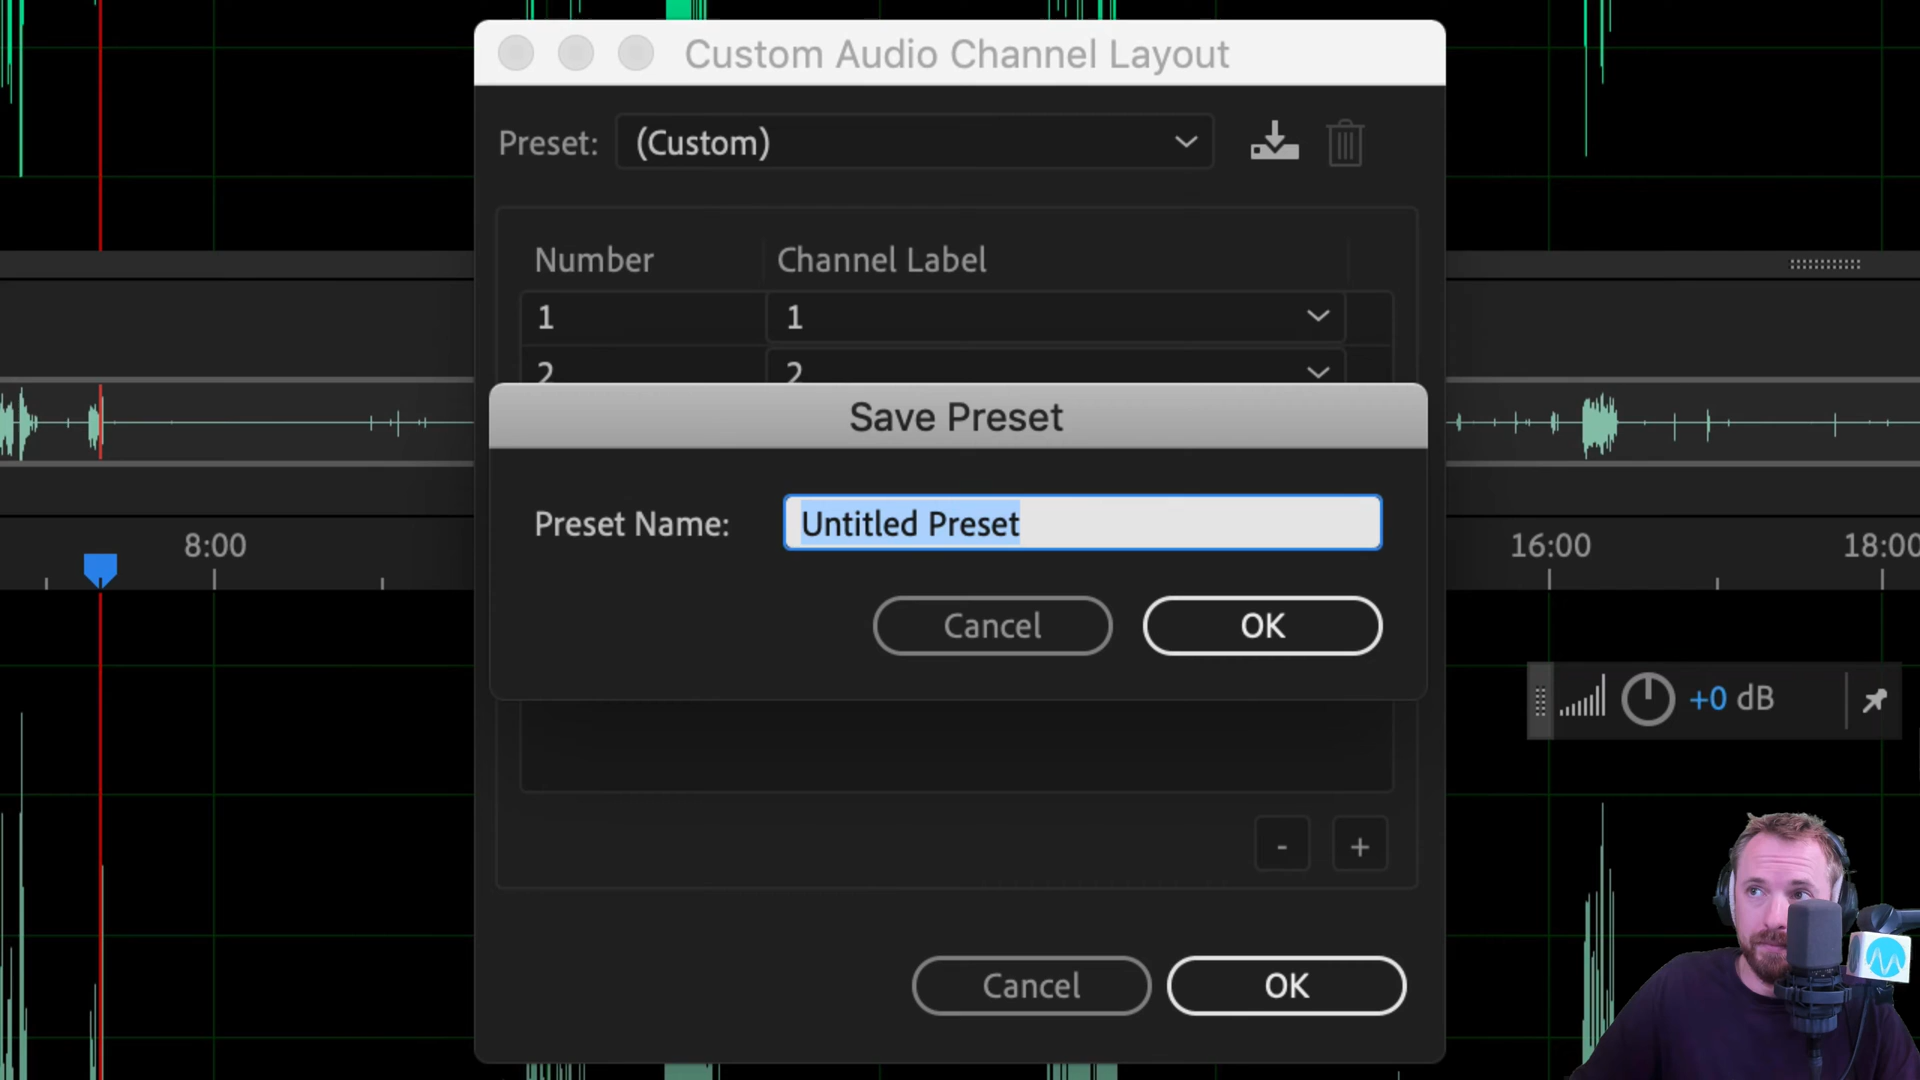 Custom Audio Channel Layout
Preset: (Custom)
Number Channel Label
1 1
2 2
Save Preset
Preset Name: Untitled Preset
Cancel OK
8:00 16:00 18:00
+0 dB
- +
Cancel OK